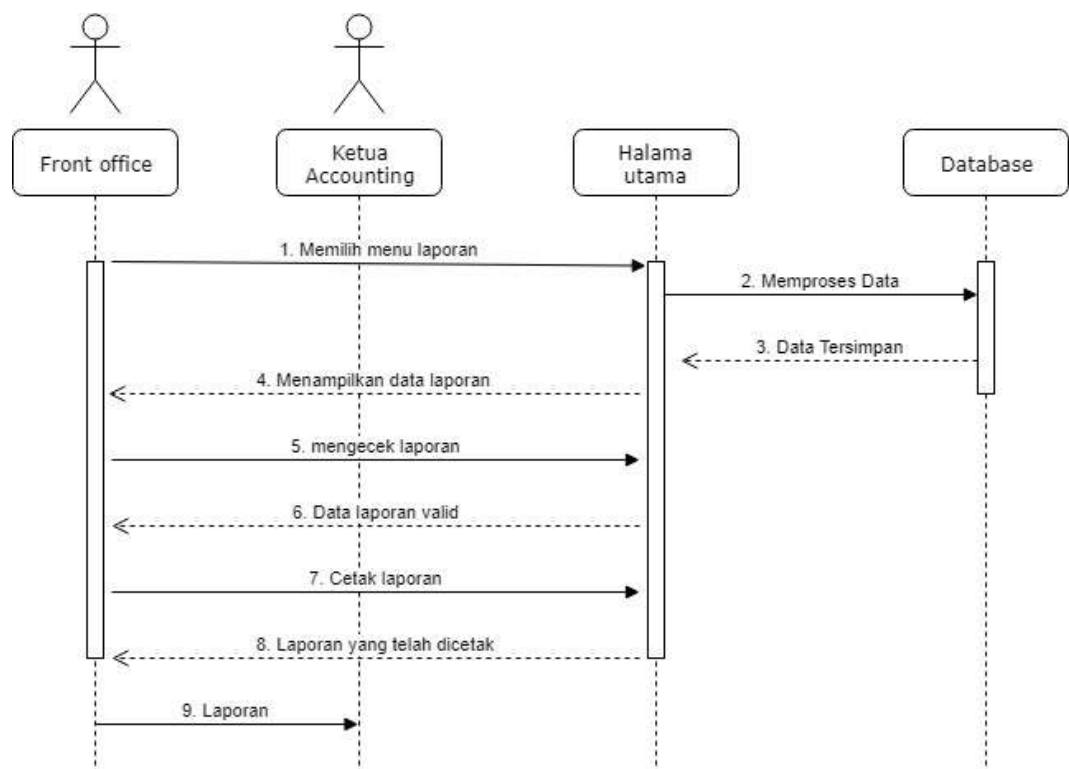 Front office
Ketua
Accounting
Halama
utama
Database
1. Memilih menu laporan
2. Memproses Data
3. Data Tersimpan
4. Menampilkan data laporan
5. mengecek laporan
6. Data laporan valid
7. Cetak laporan
8. Laporan yang telah dicetak
9. Laporan